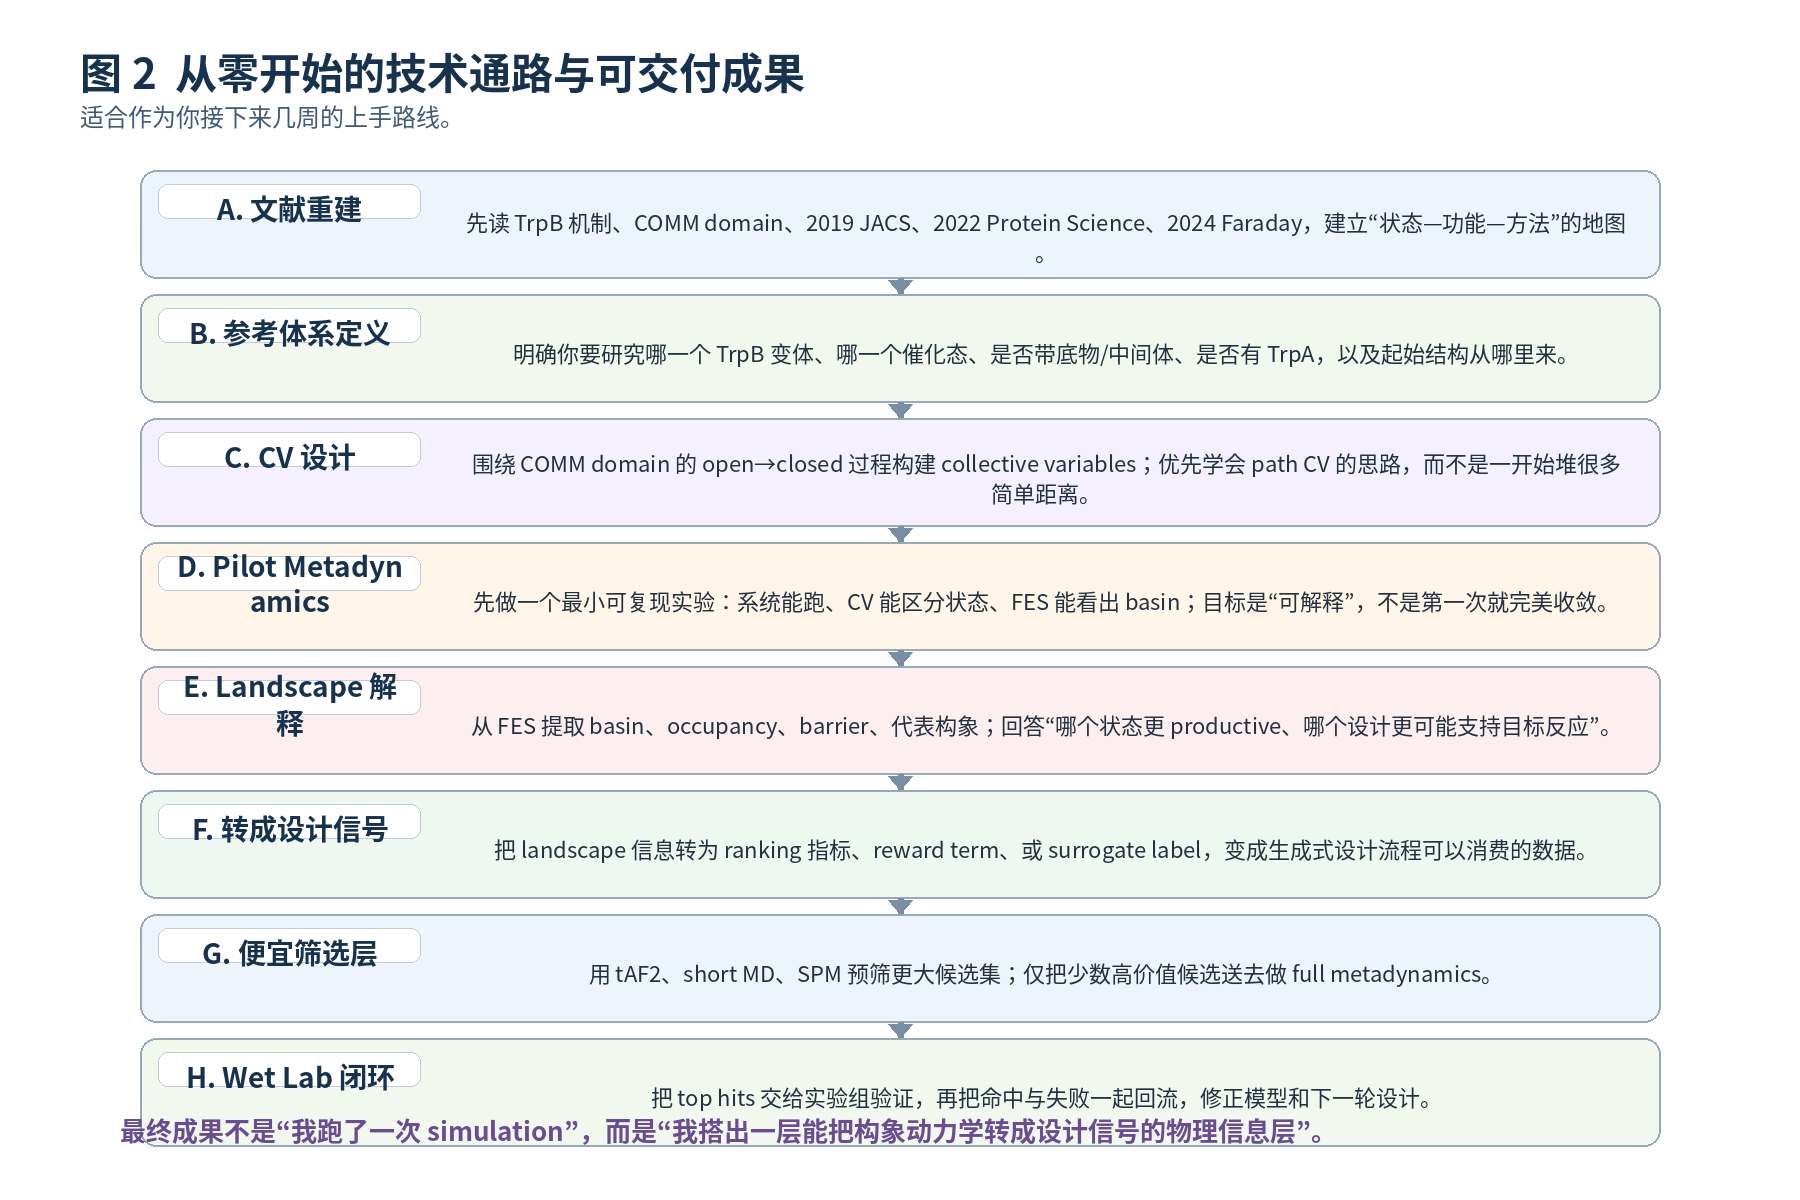 图 2 从零开始的技术通路与可交付成果
适合作为你接下来几周的上手路线。
A. 文献重建
先读 TrpB 机制、COMM domain、2019 JACS、2022 Protein Science、2024 Faraday，建立“状态—功能—方法”的地图
。
B. 参考体系定义
明确你要研究哪一个 TrpB 变体、哪一个催化态、是否带底物/中间体、是否有 TrpA，以及起始结构从哪里来。
C. CV 设计
围绕 COMM domain 的 open→closed 过程构建 collective variables；优先学会 path CV 的思路，而不是一开始堆很多
简单距离。
D. Pilot Metadyn
amics
先做一个最小可复现实验：系统能跑、CV 能区分状态、FES 能看出 basin；目标是“可解释”，不是第一次就完美收敛。
E. Landscape 解
释
从 FES 提取 basin、occupancy、barrier、代表构象；回答“哪个状态更 productive、哪个设计更可能支持目标反应”。
F. 转成设计信号
把 landscape 信息转为 ranking 指标、reward term、或 surrogate label，变成生成式设计流程可以消费的数据。
G. 便宜筛选层
用 tAF2、short MD、SPM 预筛更大候选集；仅把少数高价值候选送去做 full metadynamics。
H. Wet Lab 闭环
把 top hits 交给实验组验证，再把命中与失败一起回流，修正模型和下一轮设计。
最终成果不是“我跑了一次 simulation”，而是“我搭出一层能把构象动力学转成设计信号的物理信息层”。